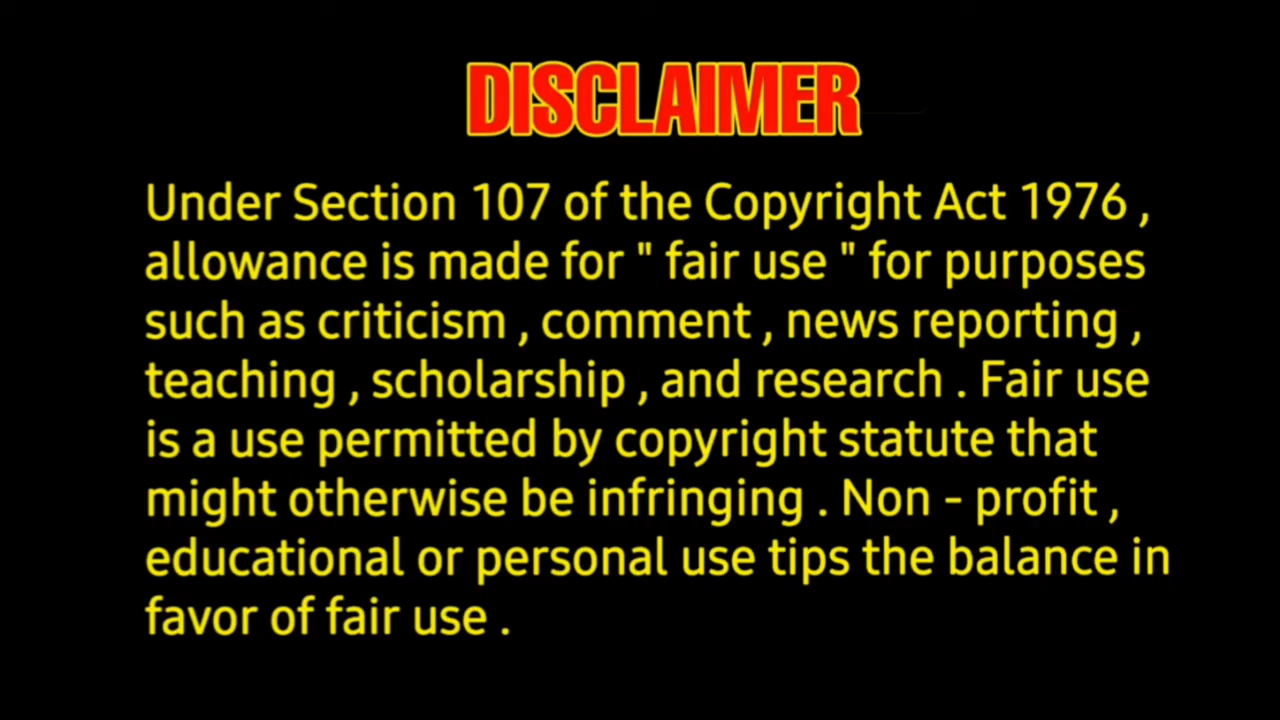 DISCLAIMER
Under Section 107 of the Copyright Act 1976 ,
allowance is made for " fair use " for purposes
such as criticism , comment , news reporting ,
teaching , scholarship , and research . Fair use
is a use permitted by copyright statute that
might otherwise be infringing . Non - profit ,
educational or personal use tips the balance in
favor of fair use .